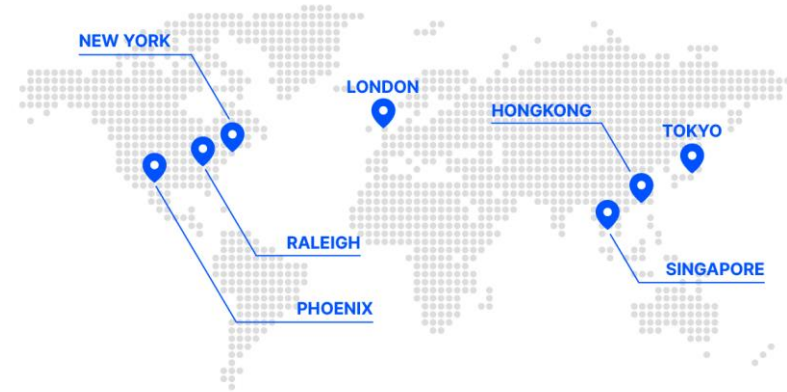 NEW YORK
LONDON
HONGKONG
TOKYO
RALEIGH
SINGAPORE
PHOENIX